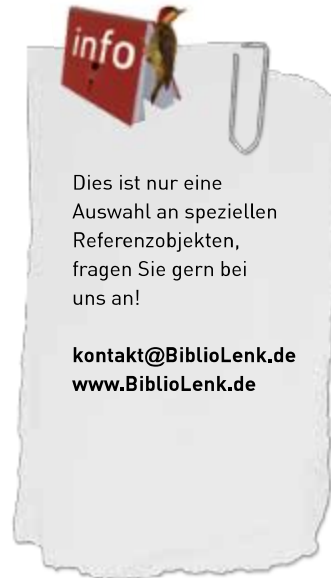 info
Dies ist nur eine
Auswahl an speziellen
Referenzobjekten,
fragen Sie gern bei
uns an!
kontakt@BiblioLenk.de
www.BiblioLenk.de